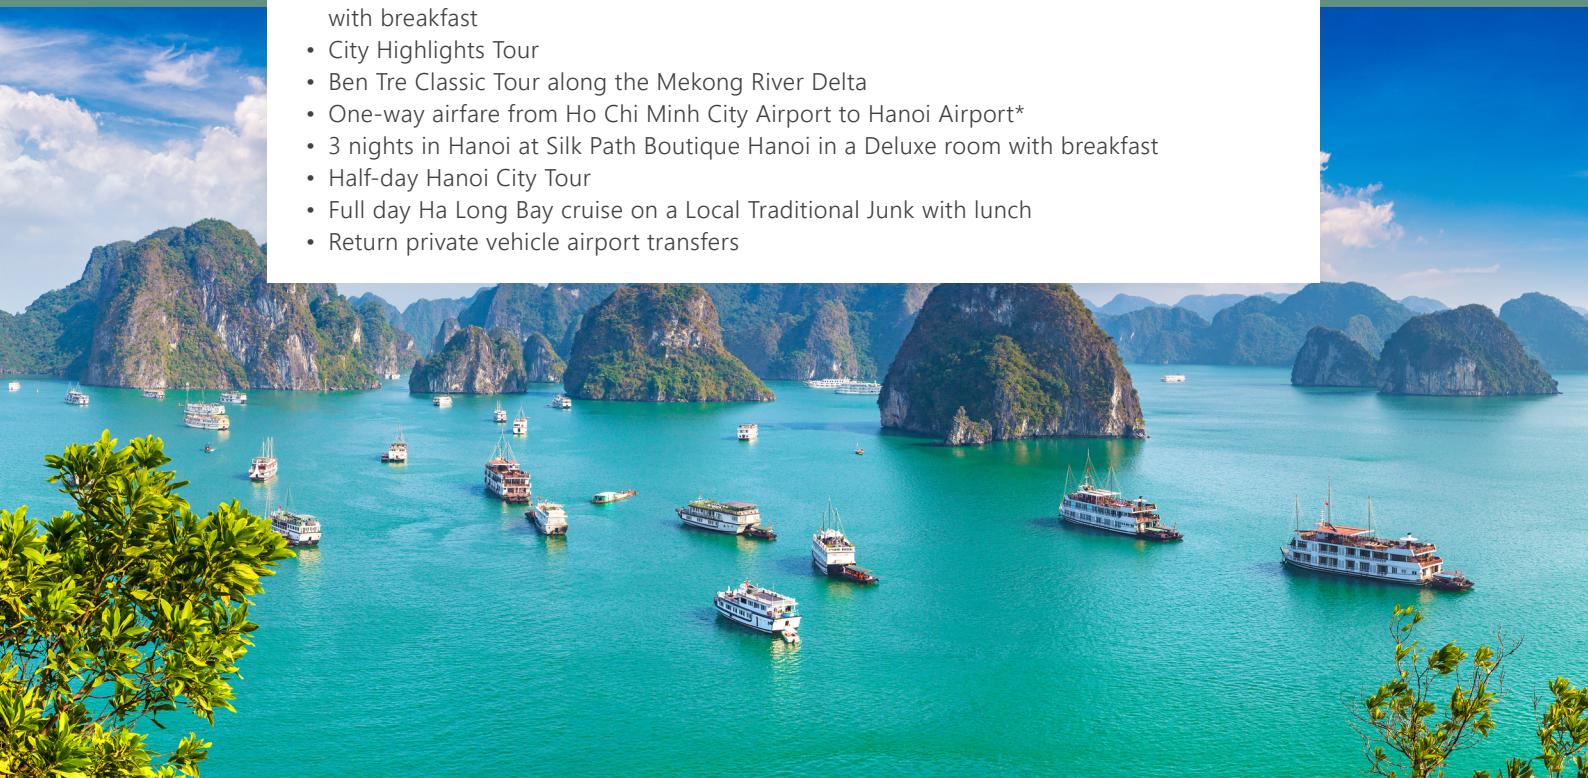 with breakfast
• City Highlights Tour
• Ben Tre Classic Tour along the Mekong River Delta
• One-way airfare from Ho Chi Minh City Airport to Hanoi Airport*
• 3 nights in Hanoi at Silk Path Boutique Hanoi in a Deluxe room with breakfast
• Half-day Hanoi City Tour
• Full day Ha Long Bay cruise on a Local Traditional Junk with lunch
• Return private vehicle airport transfers